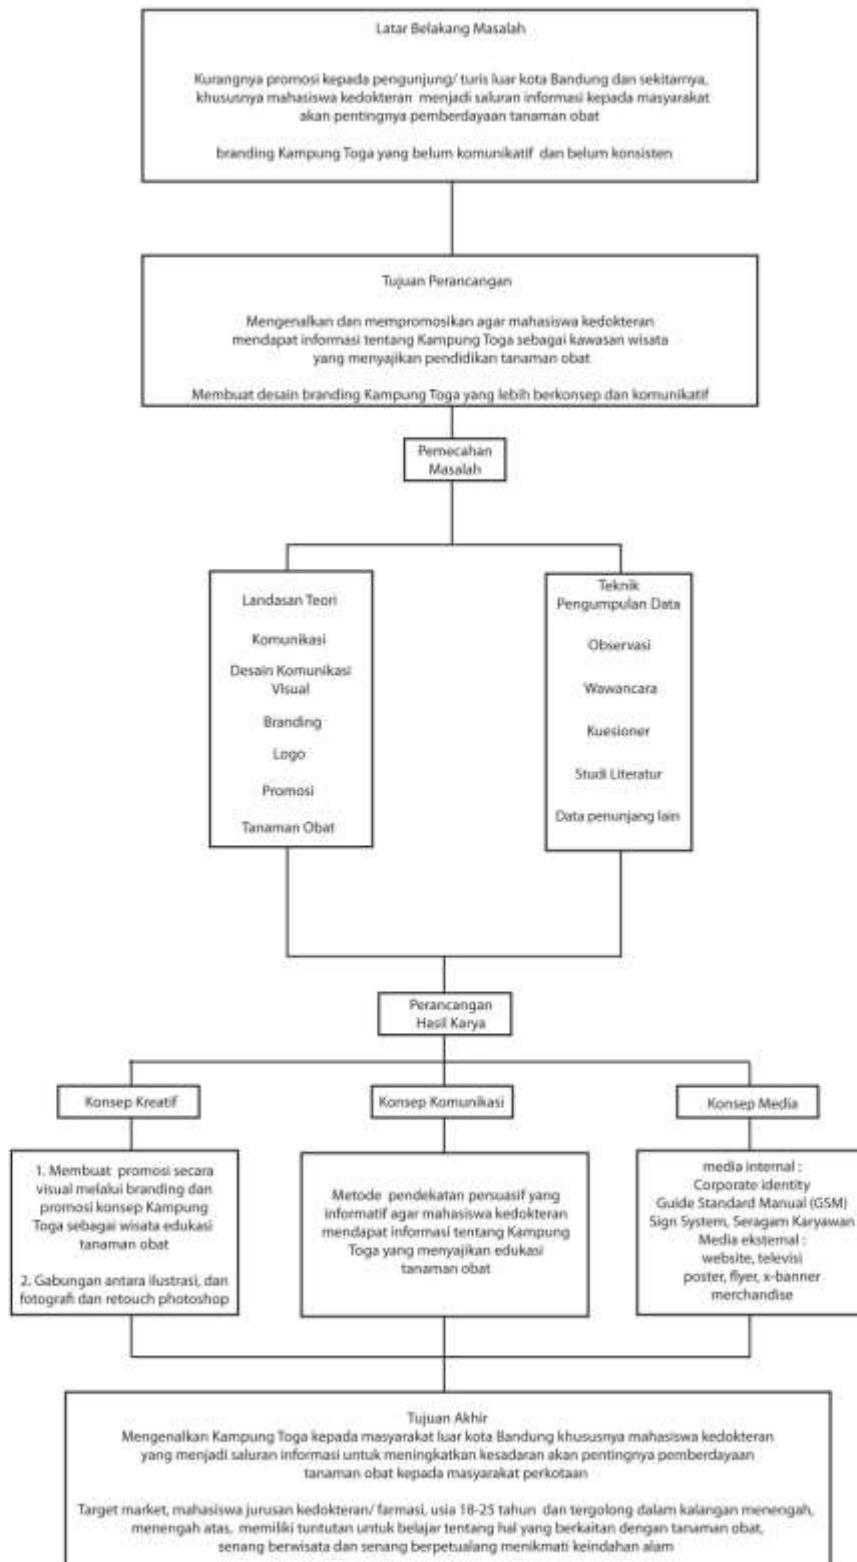 Latar Belakang Masalah
Kurangnya promosi kepada pengunjung/ turis luar kota Bandung dan sekitarnya,
khususnya mahasiswa kedokteran menjadi saluran informasi kepada masyarakat
akan pentingnya pemberdayaan tanaman obat
branding Kampung Toga yang belum komunikatif dan belum konsisten
Tujuan Perancangan
Mengenalkan dan mempromosikan agar mahasiswa kedokteran
mendapat informasi tentang Kampung Toga sebagai kawasan wisata
yang menyajikan pendidikan tanaman obat
Membuat desain branding Kampung Toga yang lebih berkonsep dan komunikatif
Pemecahan
Masalah
Landasan Teori
Komunikasi
Desain Komunikasi
Visual
Branding
Logo
Promosi
Tanaman Obat
Teknik
Pengumpulan Data
Observasi
Wawancara
Kuesioner
Studi Literatur
Data penunjang lain
Perancangan
Hasil Karya
Konsep Kreatif
1. Membuat promosi secara
visual melalui branding dan
promosi konsep Kampung
Toga sebagai wisata edukasi
tanaman obat
2. Gabungan antara ilustrasi, dan
fotografi dan retouch photoshop
Konsep Komunikasi
Metode pendekatan persuasif yang
informatif agar mahasiswa kedokteran
mendapat informasi tentang Kampung
Toga yang menyajikan edukasi
tanaman obat
Konsep Media
media internal :
Corporate identity
Guide Standard Manual (GSM)
Sign System, Seragam Karyawan
Media eksternal :
website, televisi
poster, flyer, x-banner
merchandise
Tujuan Akhir
Mengenalkan Kampung Toga kepada masyarakat luar kota Bandung khususnya mahasiswa kedokteran
yang menjadi saluran informasi untuk meningkatkan kesadaran akan pentingnya pemberdayaan
tanaman obat kepada masyarakat perkotaan
Target market, mahasiswa jurusan kedokteran/ farmasi, usia 18-25 tahun dan tergolong dalam kalangan menengah,
menengah atas, memiliki tuntutan untuk belajar tentang hal yang berkaitan dengan tanaman obat,
senang berwisata dan senang berpetualang menikmati keindahan alam